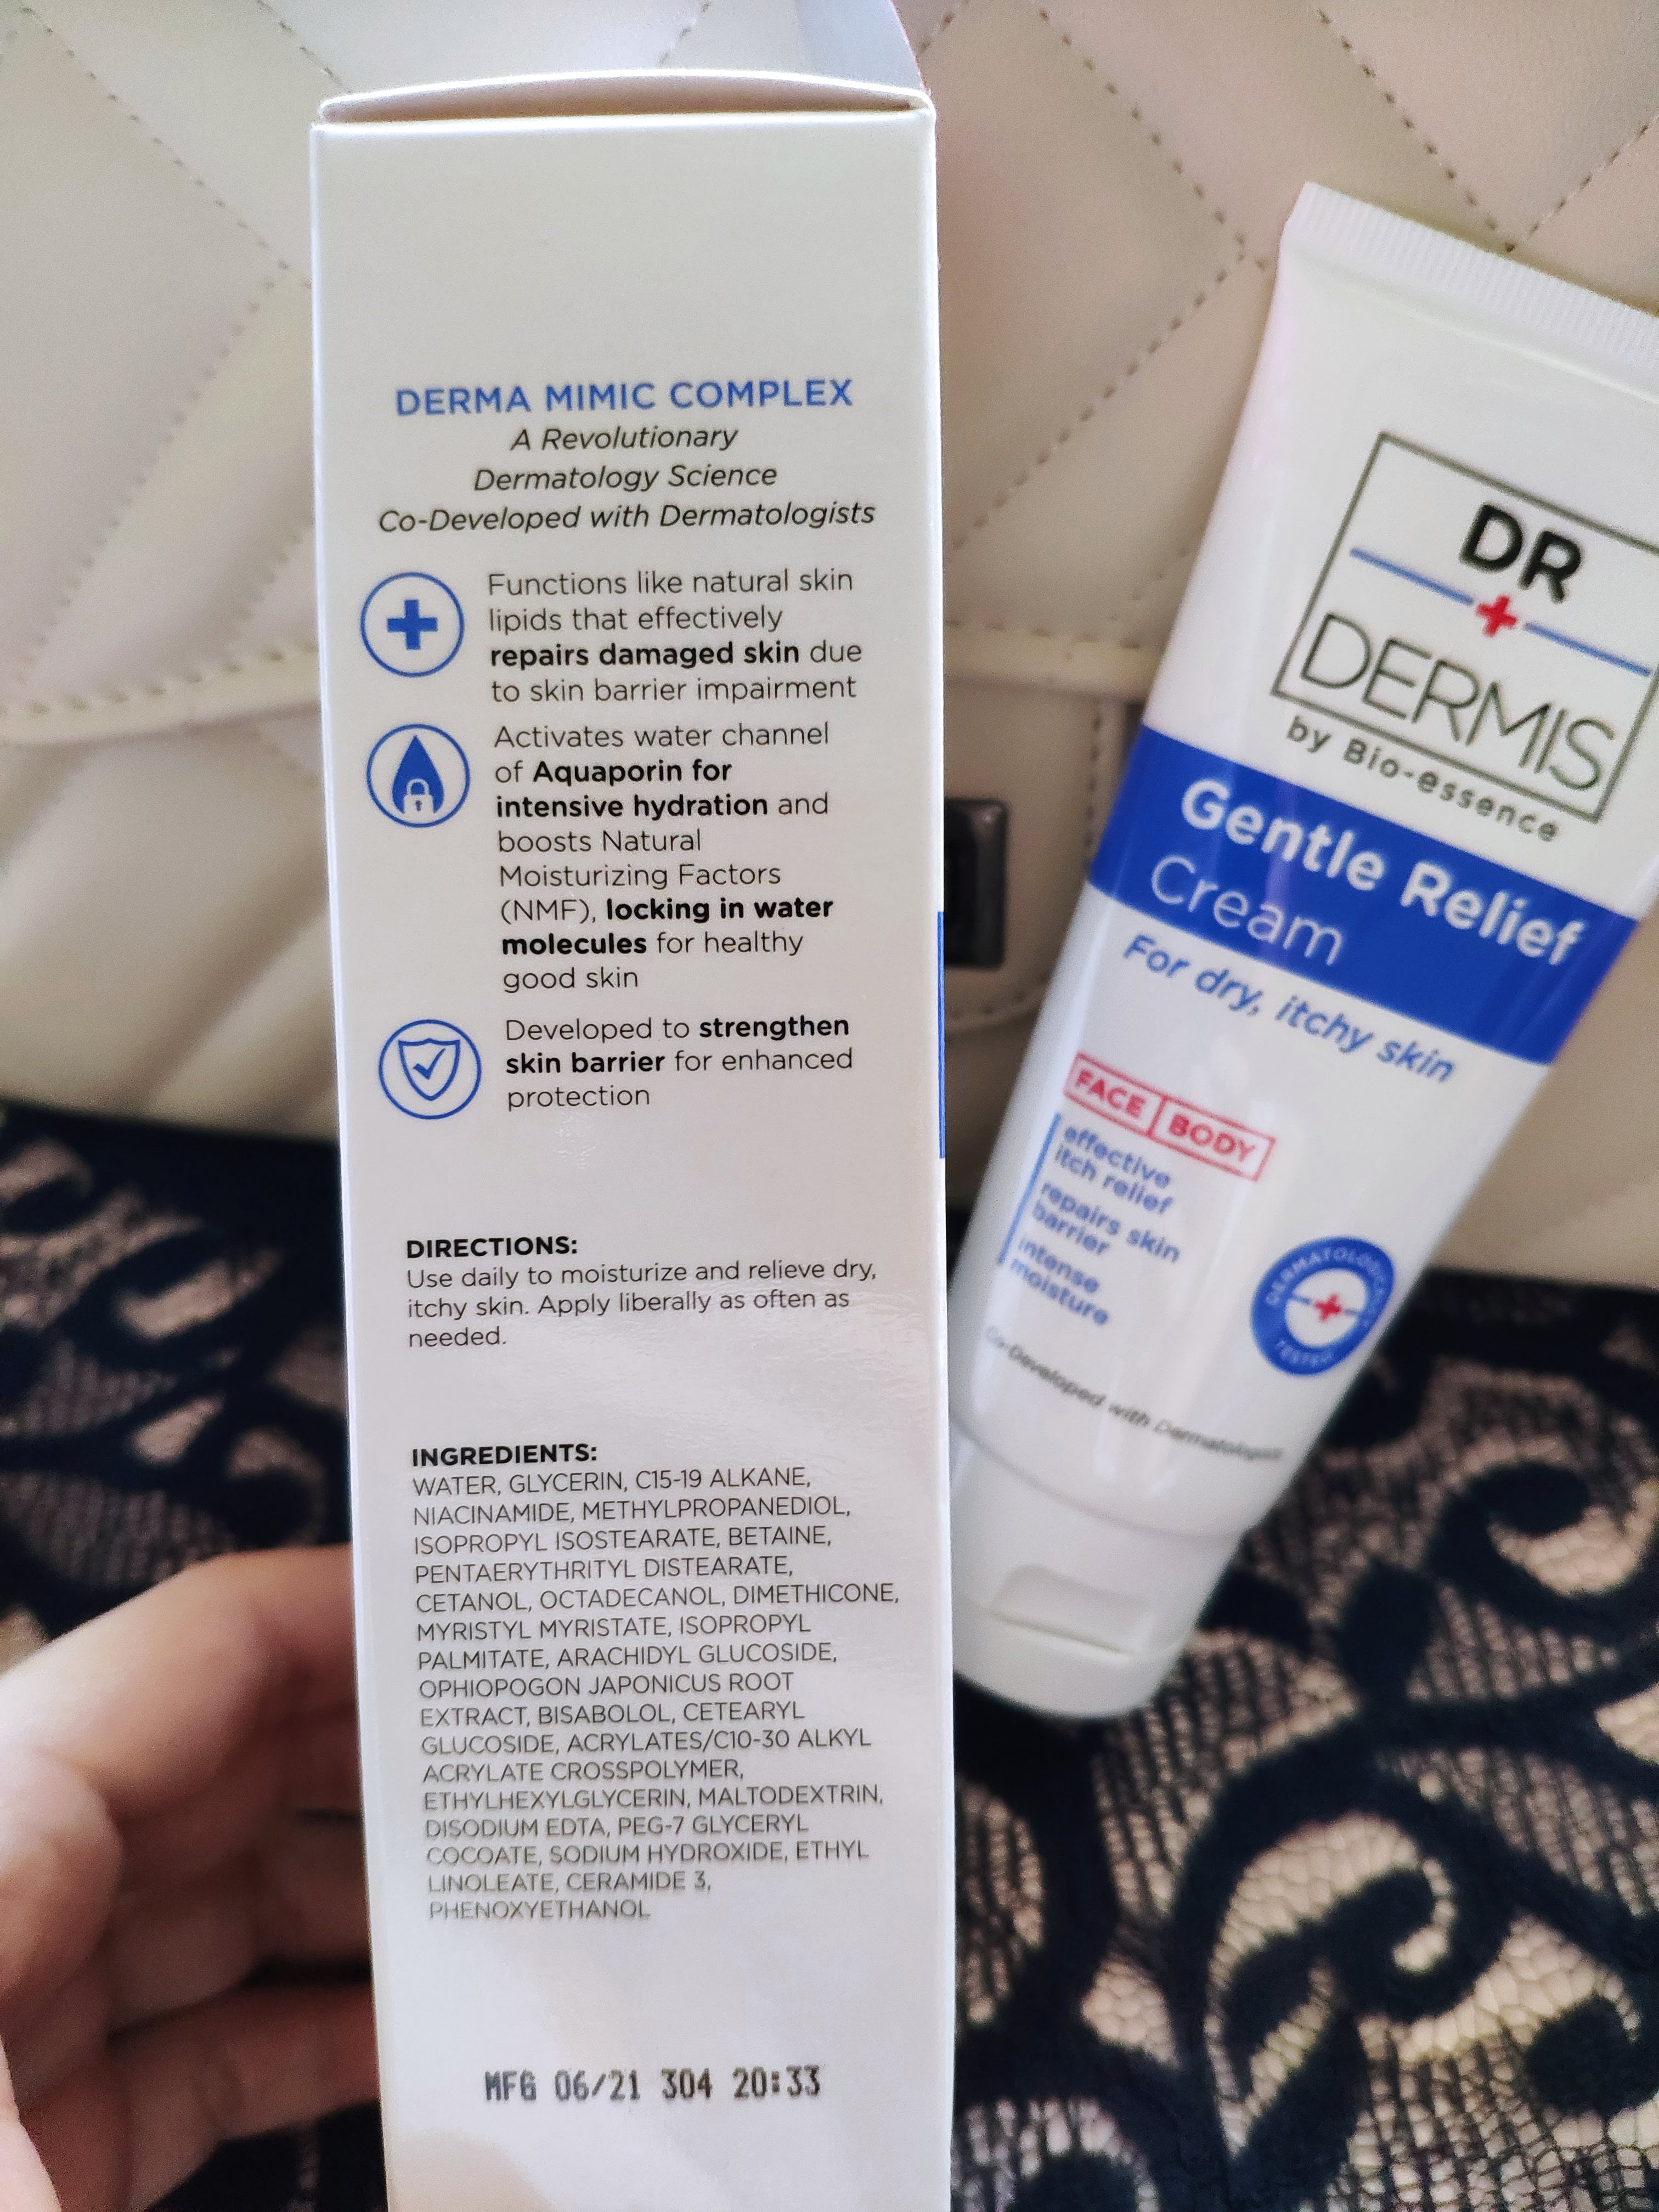 DERMA MIMIC COMPLEX
A Revolutionary
Dermatology Science
Co-Developed with Dermatologists
Functions like natural skin
lipids that effectively
repairs damaged skin due
to skin barrier impairment
Activates water channel
of Aquaporin for
intensive hydration and
boosts Natural
Moisturizing Factors
(NMF), locking in water
molecules for healthy
good skin
Developed to strengthen
skin barrier for enhanced
protection
DIRECTIONS:
Use daily to moisturize and relieve dry,
itchy skin. Apply liberally as often as
needed.
INGREDIENTS:
WATER, GLYCERIN, C15-19 ALKANE,
NIACINAMIDE, METHYLPROPANEDIOL,
ISOPROPYL ISOSTEARATE, BETAINE,
PENTAERYTHRITYL DISTEARATE,
CETANOL, OCTADECANOL, DIMETHICONE,
MYRISTYL MYRISTATE, ISOPROPYL
PALMITATE, ARACHIDYL GLUCOSIDE,
OPHIOPOGON JAPONICUS ROOT
EXTRACT, BISABOLOL, CETEARYL
GLUCOSIDE, ACRYLATES/C10-30 ALKYL
ACRYLATE CROSSPOLYMER,
ETHYLHEXYLGLYCERIN, MALTODEXTRIN,
DISODIUM EDTA, PEG-7 GLYCERYL
COCOATE, SODIUM HYDROXIDE, ETHYL
LINOLEATE, CERAMIDE 3,
PHENOXYETHANOL
MFG 06/21 304 20:33
DR
DERMIS
by Bio-essence
Gentle Relief
Cream
For dry, itchy skin
FACE BODY
effective
itch relief
repairs skin
barrier
intense
moisture
DERMATOLOGICALLY
TESTED
Co-Developed with Dermatologists